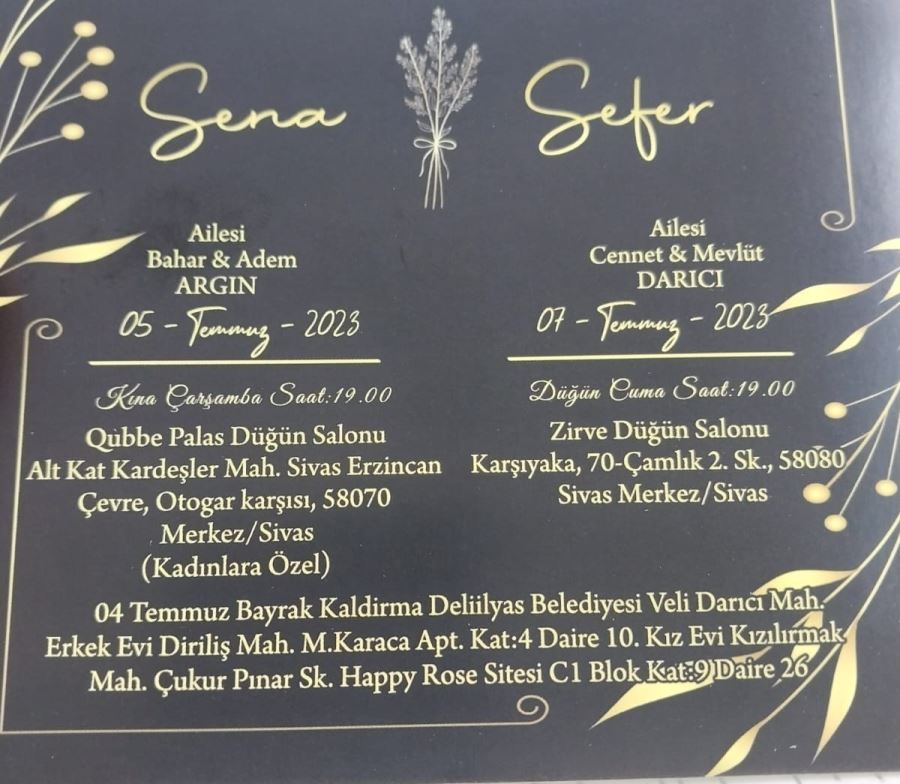 Sena
Sefer
Ailesi
Bahar & Adem
ARGIN
05 - Temmuz - 2023
Kına Çarşamba Saat:19.00
Qubbe Palas Düğün Salonu
Alt Kat Kardeşler Mah. Sivas Erzincan
Çevre, Otogar karşısı, 58070
Merkez/Sivas
(Kadınlara Özel)
Ailesi
Cennet & Mevlüt
DARICI
07 - Temmuz - 2023
Düğün Cuma Saat:19.00
Zirve Düğün Salonu
Karşıyaka, 70-Çamlık 2. Sk., 58080
Sivas Merkez/Sivas
04 Temmuz Bayrak Kaldirma Deliilyas Belediyesi Veli Darıcı Mah.
Erkek Evi Diriliş Mah. M.Karaca Apt. Kat:4 Daire 10. Kız Evi Kızılırmak
Mah. Çukur Pınar Sk. Happy Rose Sitesi C1 Blok Kat:9 Daire 26